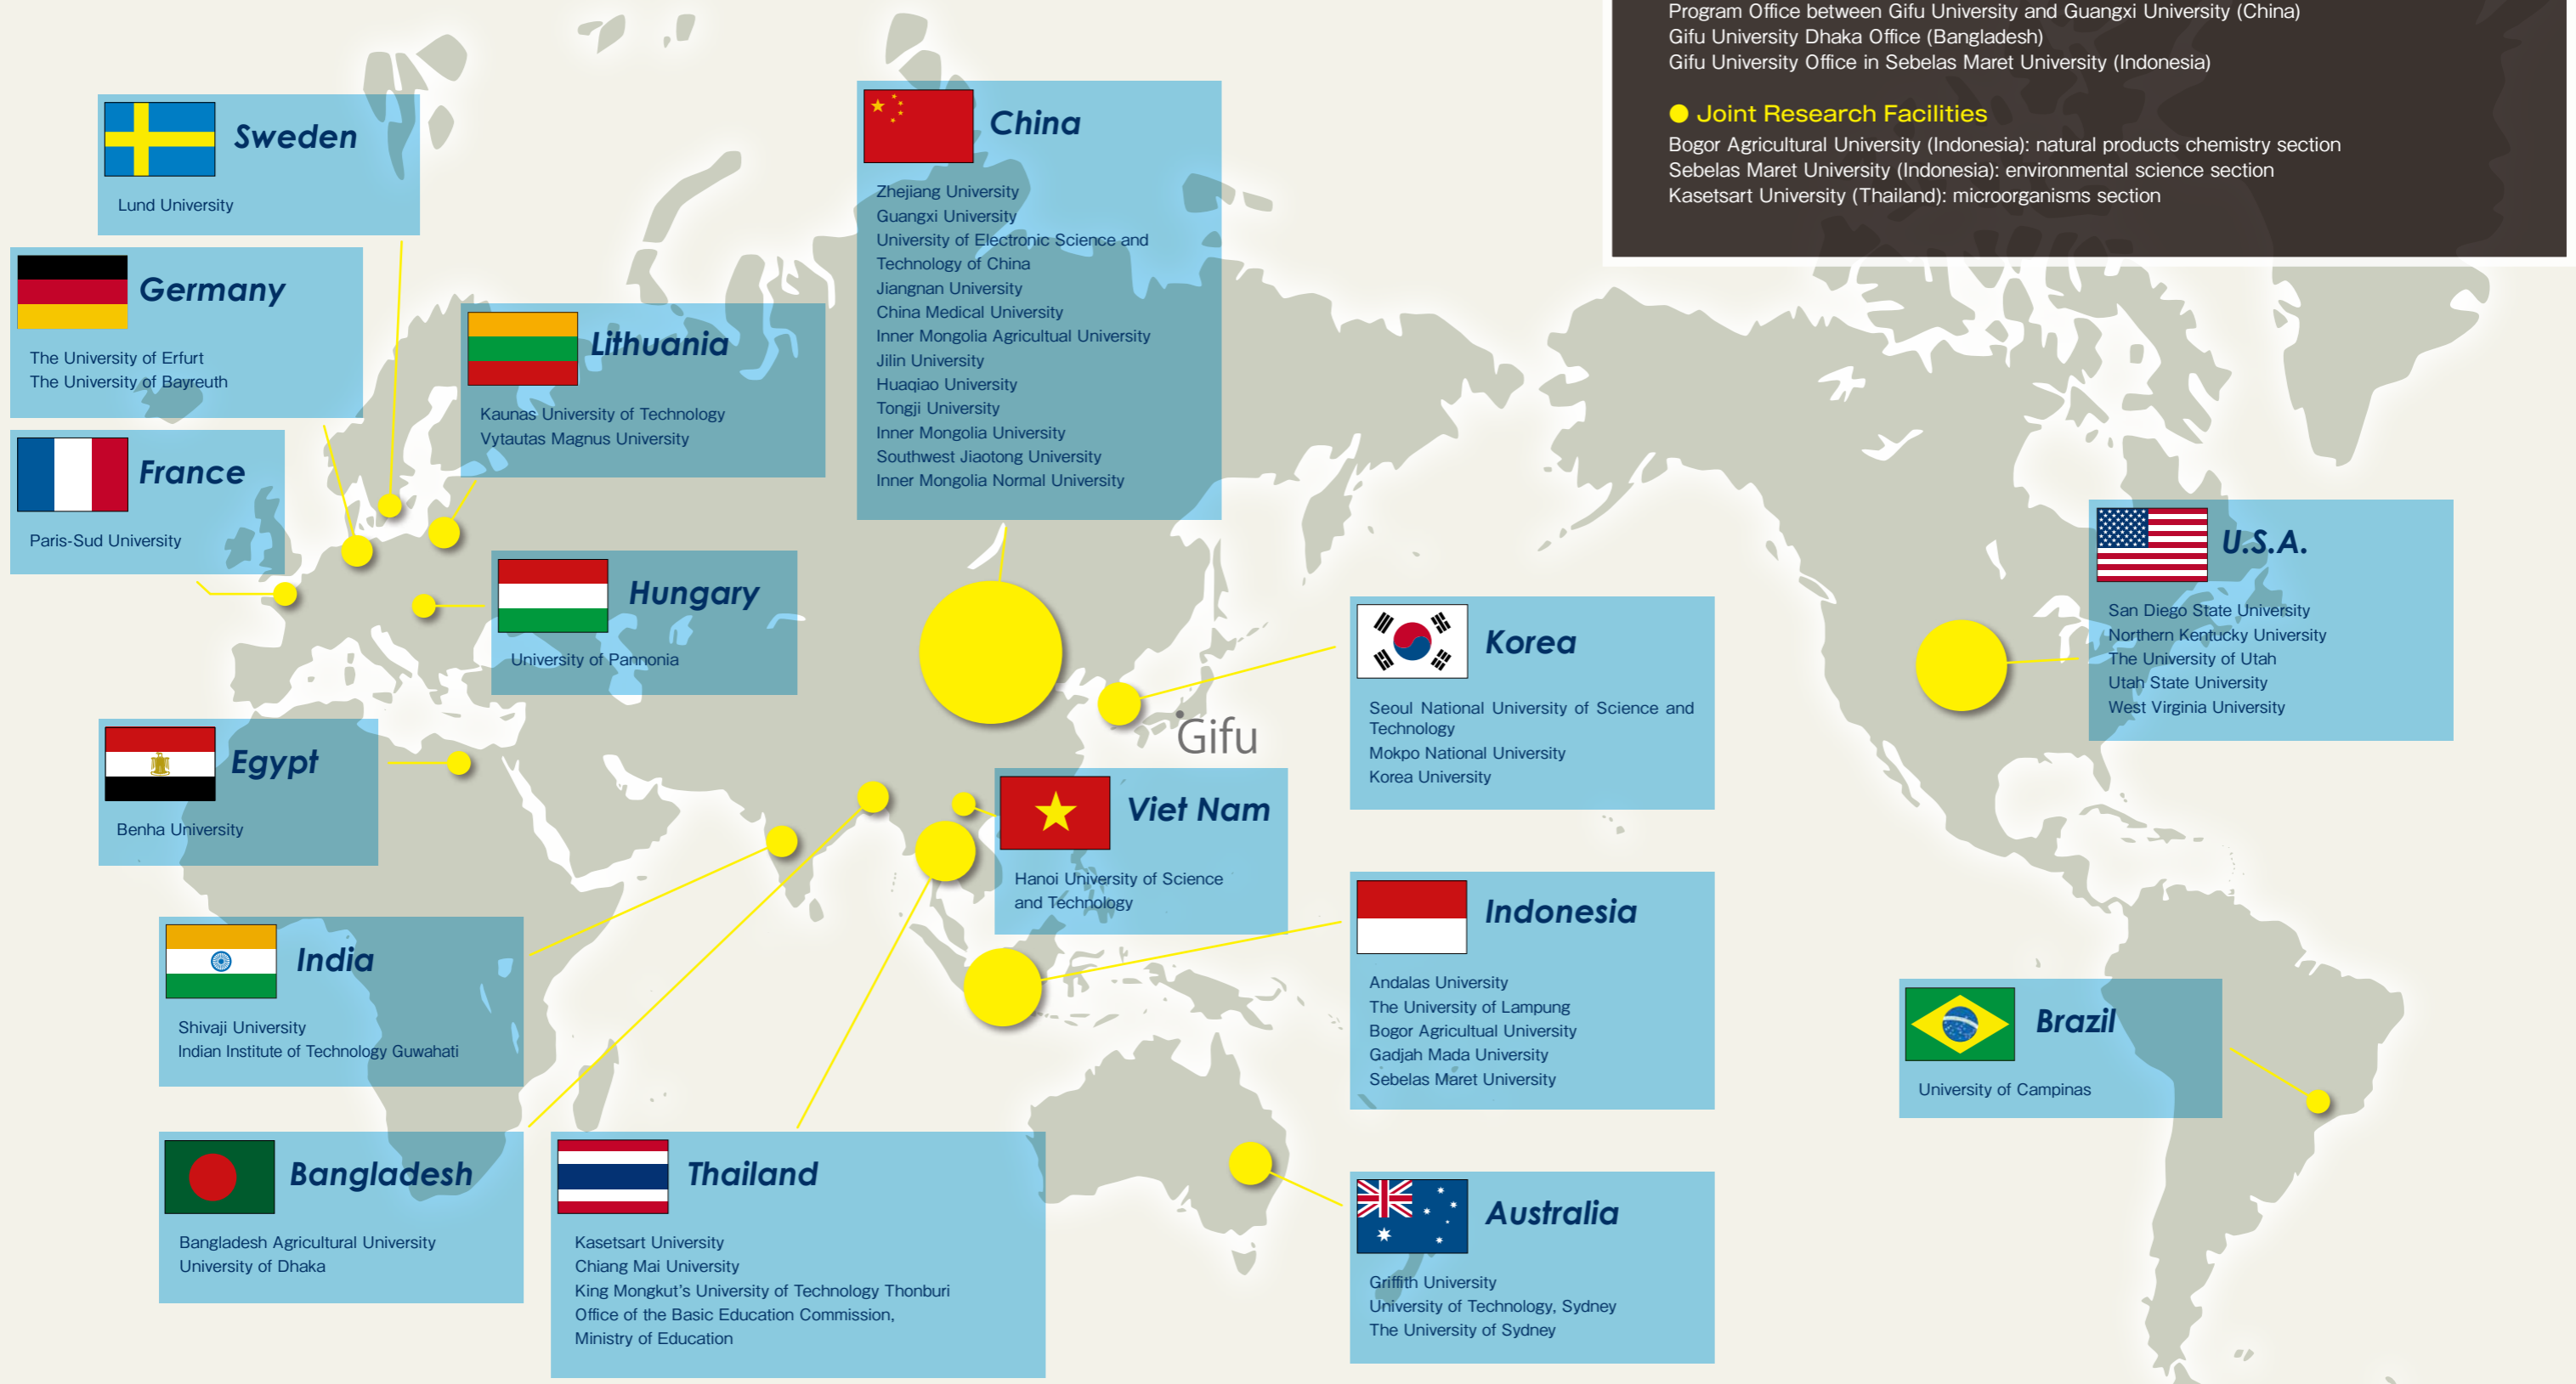 Program Office between Gifu University and Guangxi University (China)
Gifu University Dhaka Office (Bangladesh)
Gifu University Office in Sebelas Maret University (Indonesia)
Joint Research Facilities
Bogor Agricultural University (Indonesia): natural products chemistry section
Sebelas Maret University (Indonesia): environmental science section
Kasetsart University (Thailand): microorganisms section
Sweden
Lund University
Germany
The University of Erfurt
The University of Bayreuth
France
Paris-Sud University
Lithuania
Kaunas University of Technology
Vytautas Magnus University
Hungary
University of Pannonia
China
Zhejiang University
Guangxi University
University of Electronic Science and
Technology of China
Jiangnan University
China Medical University
Inner Mongolia Agricultual University
Jilin University
Huaqiao University
Tongji University
Inner Mongolia University
Southwest Jiaotong University
Inner Mongolia Normal University
Egypt
Benha University
India
Shivaji University
Indian Institute of Technology Guwahati
Bangladesh
Bangladesh Agricultural University
University of Dhaka
Thailand
Kasetsart University
Chiang Mai University
King Mongkut's University of Technology Thonburi
Office of the Basic Education Commission,
Ministry of Education
Gifu
Viet Nam
Hanoi University of Science
and Technology
Korea
Seoul National University of Science and
Technology
Mokpo National University
Korea University
Indonesia
Andalas University
The University of Lampung
Bogor Agricultual University
Gadjah Mada University
Sebelas Maret University
Australia
Griffith University
University of Technology, Sydney
The University of Sydney
U.S.A.
San Diego State University
Northern Kentucky University
The University of Utah
Utah State University
West Virginia University
Brazil
University of Campinas